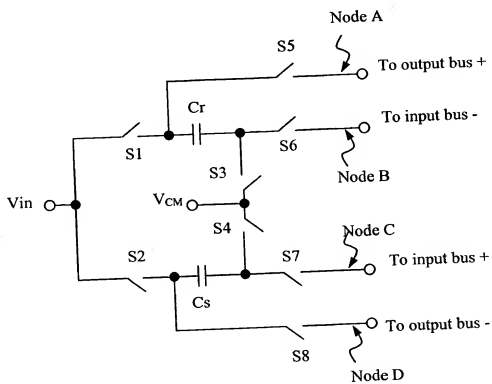 Node A
S5
To output bus +
Cr
To input bus -
S1
S6
S3
Node B
Vin
VCM
S4
Node C
S2
S7
To input bus +
Cs
To output bus -
S8
Node D